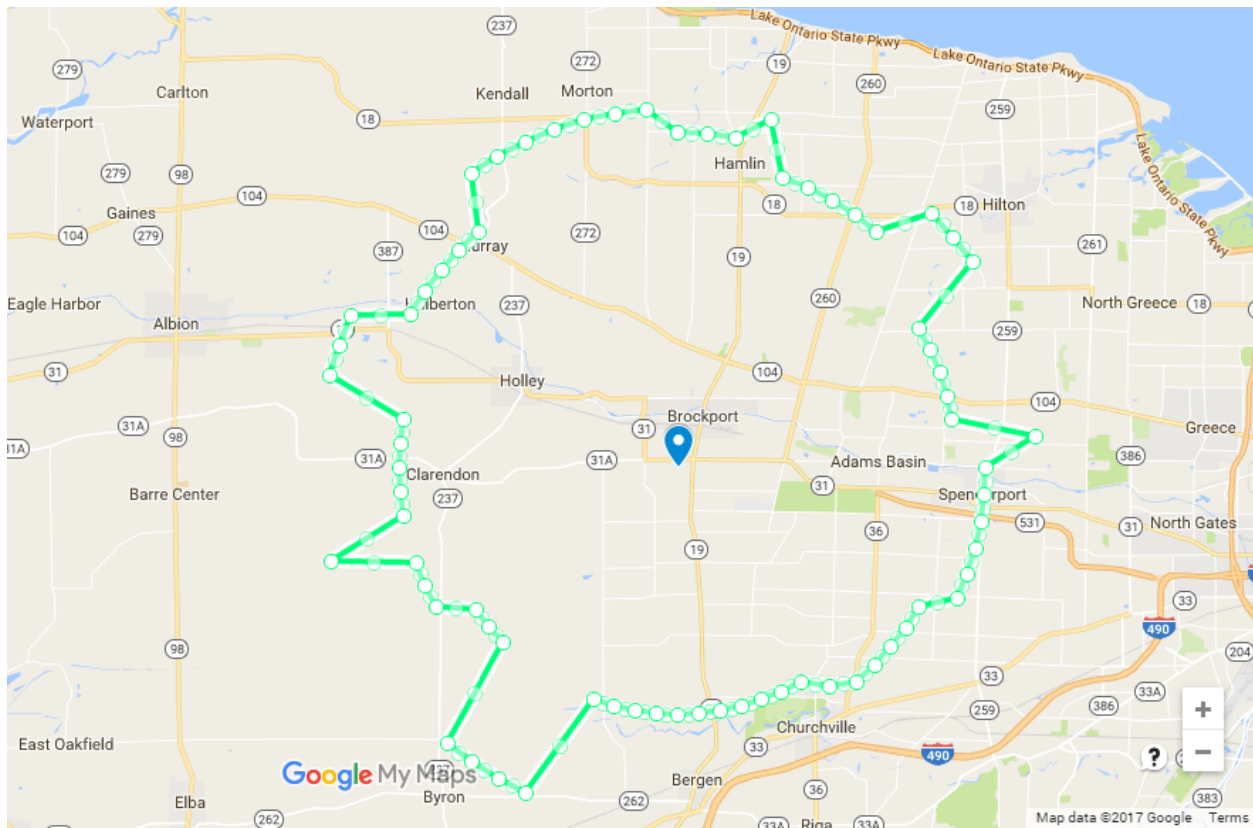 Lake Ontario State Pkwy
Lake Ontario State Pkwy
237
19
272
260
279
Carlton
Kendall
Morton
259
Waterport
18
Hamlin
279
98
104
18
18
Hilton
Gaines
104
279
104
272
387
261
19
Lake Ontario State Pkwy
Eagle Harbor
237
260
North Greece
18
Albion
259
31
Holley
104
104
Brockport
31A
31
Greece
98
31A
31A
31A
386
Clarendon
Adams Basin
Barre Center
237
31
36
531
31
North Gates
19
490
33
98
204
33
33A
259
386
Churchville
East Oakfield
33
490
Google My Maps
Bergen
Elba
Byron
262
36
383
262
33A
Riga
+
−
?
Map data ©2017 Google Terms